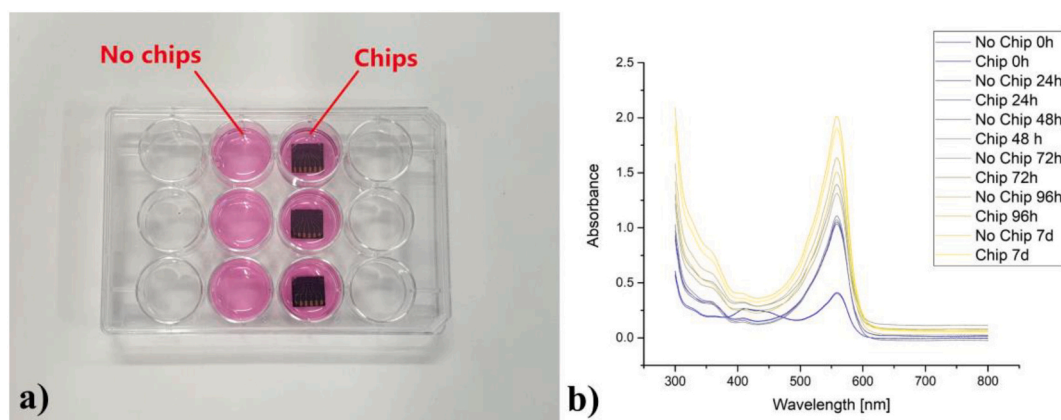 No chips
Chips
a)
No Chip 0h
Chip 0h
No Chip 24h
Chip 24h
No Chip 48h
Chip 48 h
No Chip 72h
Chip 72h
No Chip 96h
Chip 96h
No Chip 7d
Chip 7d
2.5
2.0
1.5
1.0
0.5
0.0
Absorbance
300
400
500
600
700
800
Wavelength [nm]
b)